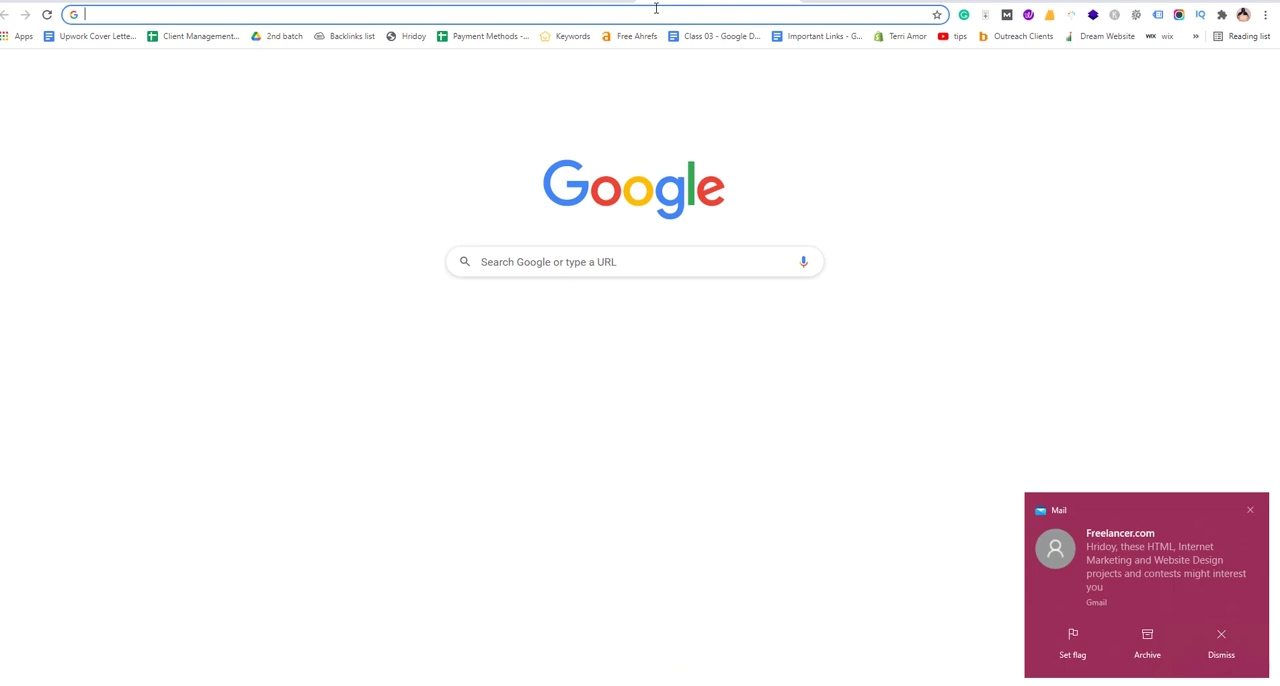 Apps Upwork Cover Lette... Client Management... 2nd batch Backlinks list Hridoy Payment Methods -... Keywords Free Ahrefs Class 03 - Google D... Important Links - G... Terri Amor tips Outreach Clients Dream Website WIX wix » Reading list
Google
Search Google or type a URL
Mail
Freelancer.com
Hridoy, these HTML, Internet
Marketing and Website Design
projects and contests might interest
you
Gmail
Set flag Archive Dismiss